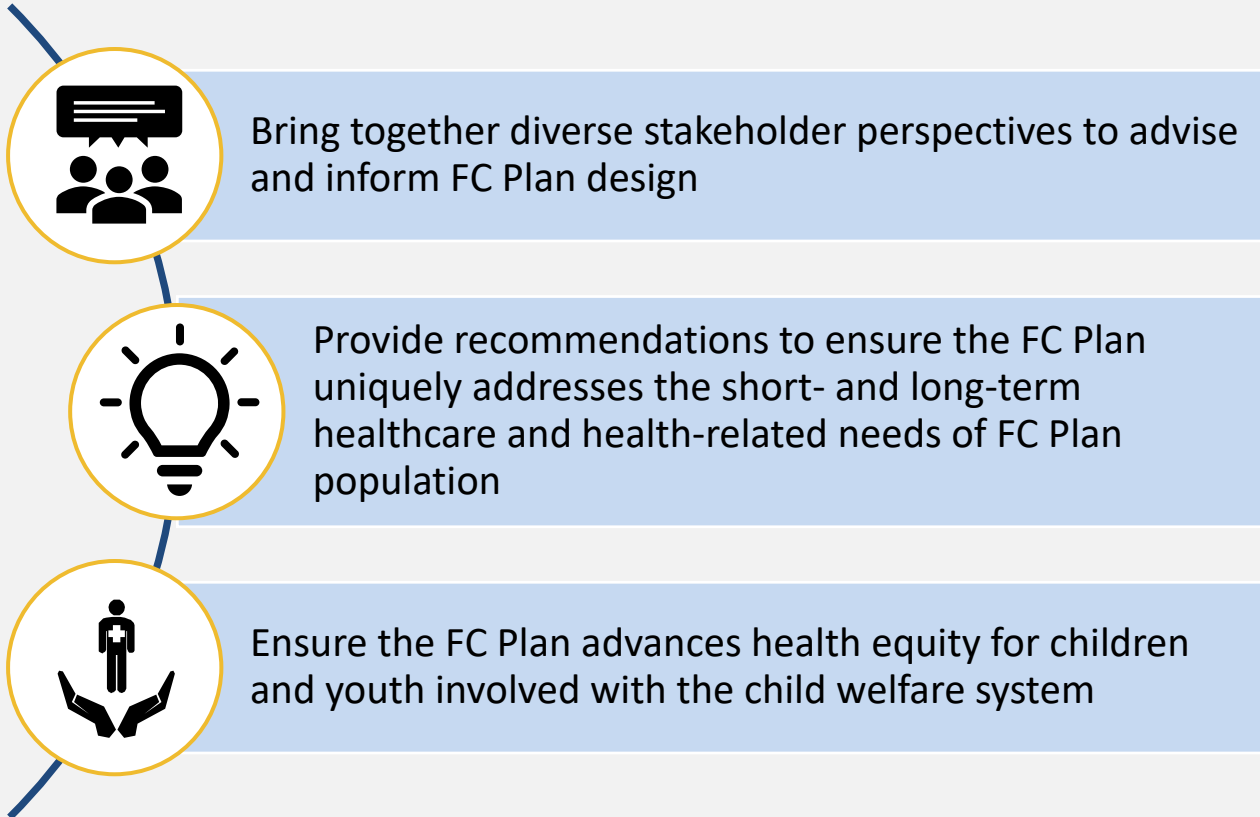 Bring together diverse stakeholder perspectives to advise
and inform FC Plan design
Provide recommendations to ensure the FC Plan
uniquely addresses the short- and long-term
healthcare and health-related needs of FC Plan
population
Ensure the FC Plan advances health equity for children
and youth involved with the child welfare system